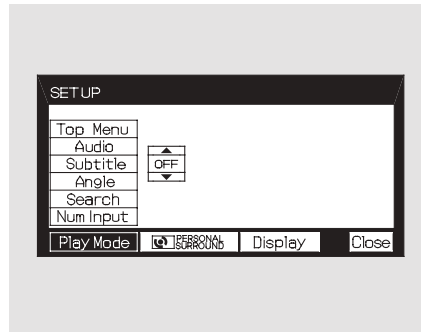 SETUP
Top Menu
Audio
Subtitle
OFF
Angle
Search
Num Input
Play Mode
PERSONAL
SURROUND
Display
Close